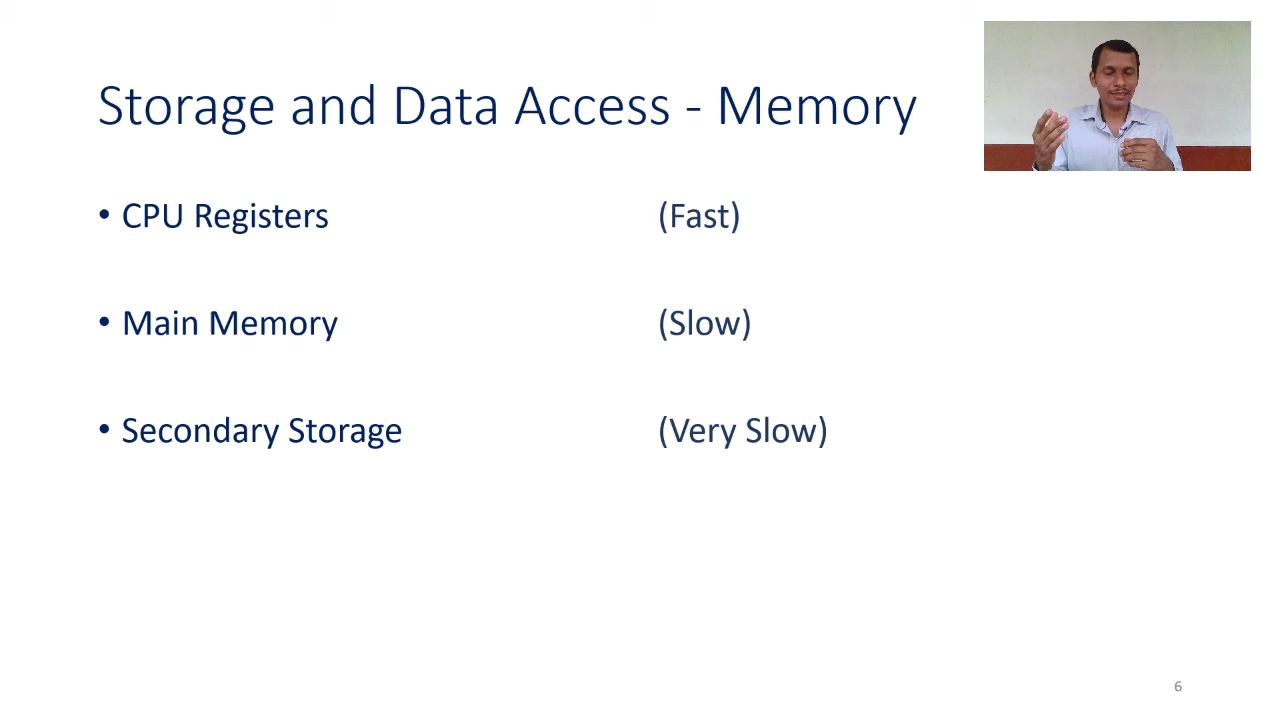 Storage and Data Access - Memory
• CPU Registers (Fast)
• Main Memory (Slow)
• Secondary Storage (Very Slow)
6